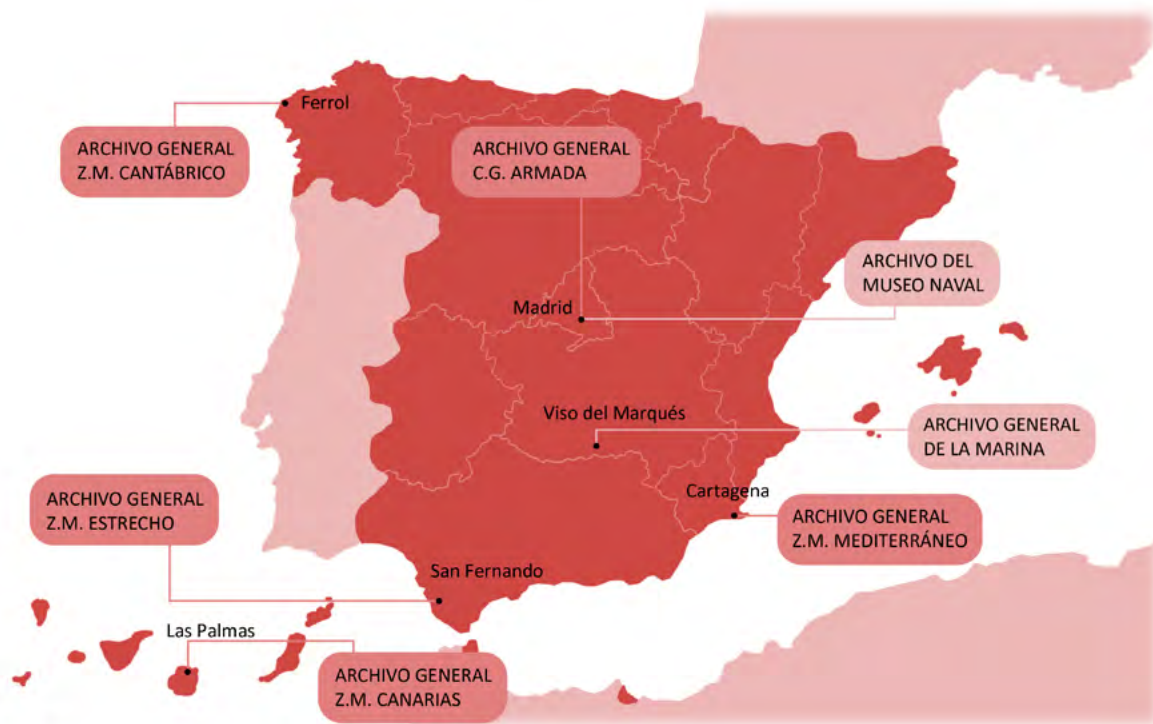 Ferrol
ARCHIVO GENERAL
Z.M. CANTÁBRICO
ARCHIVO GENERAL
C.G. ARMADA
ARCHIVO DEL
MUSEO NAVAL
Madrid
Viso del Marqués
ARCHIVO GENERAL
DE LA MARINA
ARCHIVO GENERAL
Z.M. ESTRECHO
Cartagena
ARCHIVO GENERAL
Z.M. MEDITERRÁNEO
San Fernando
Las Palmas
ARCHIVO GENERAL
Z.M. CANARIAS